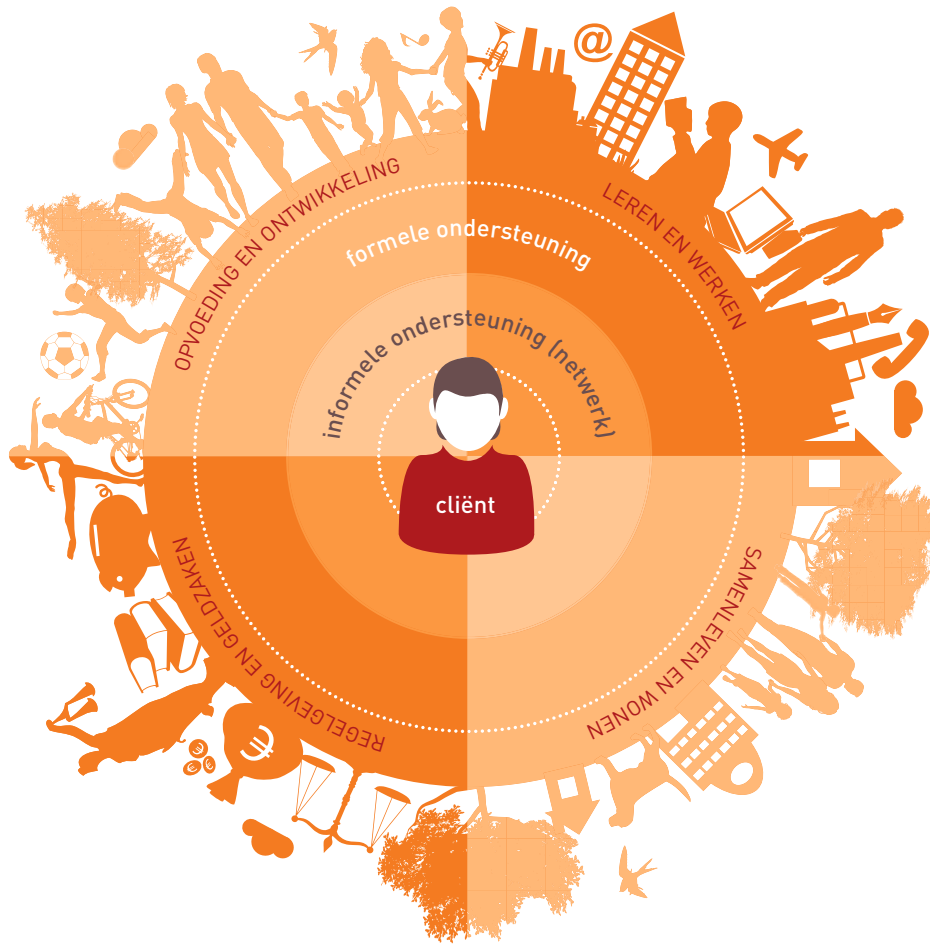 @
OPVOEDING EN ONTWIKKELING
LEREN EN WERKEN
formele ondersteuning
informele ondersteuning (netwerk)
cliënt
REGELGEVING EN GELDZAKEN
SAMENLEVEN EN WONEN
€
€
€
€